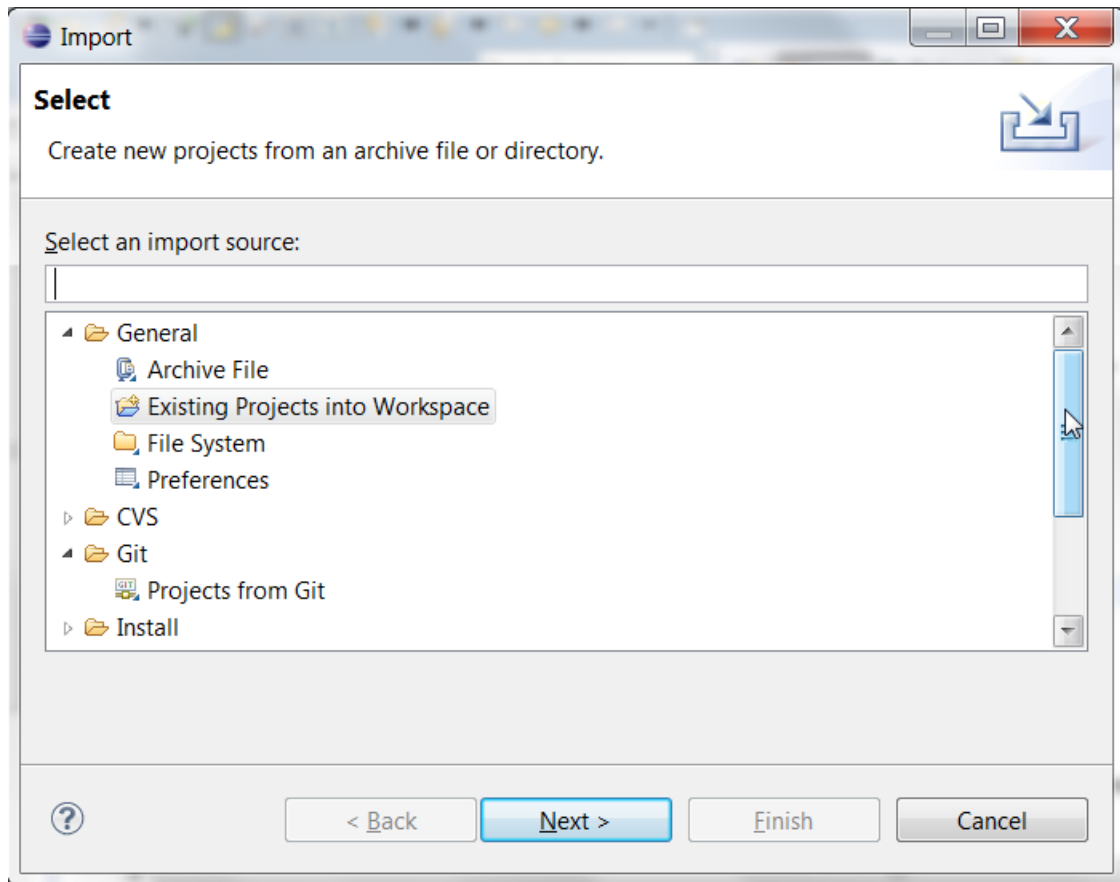 Import
Select
Create new projects from an archive file or directory.
Select an import source:
General
Archive File
Existing Projects into Workspace
File System
Preferences
CVS
Git
GIT
Projects from Git
Install
?
< Back
Next >
Finish
Cancel